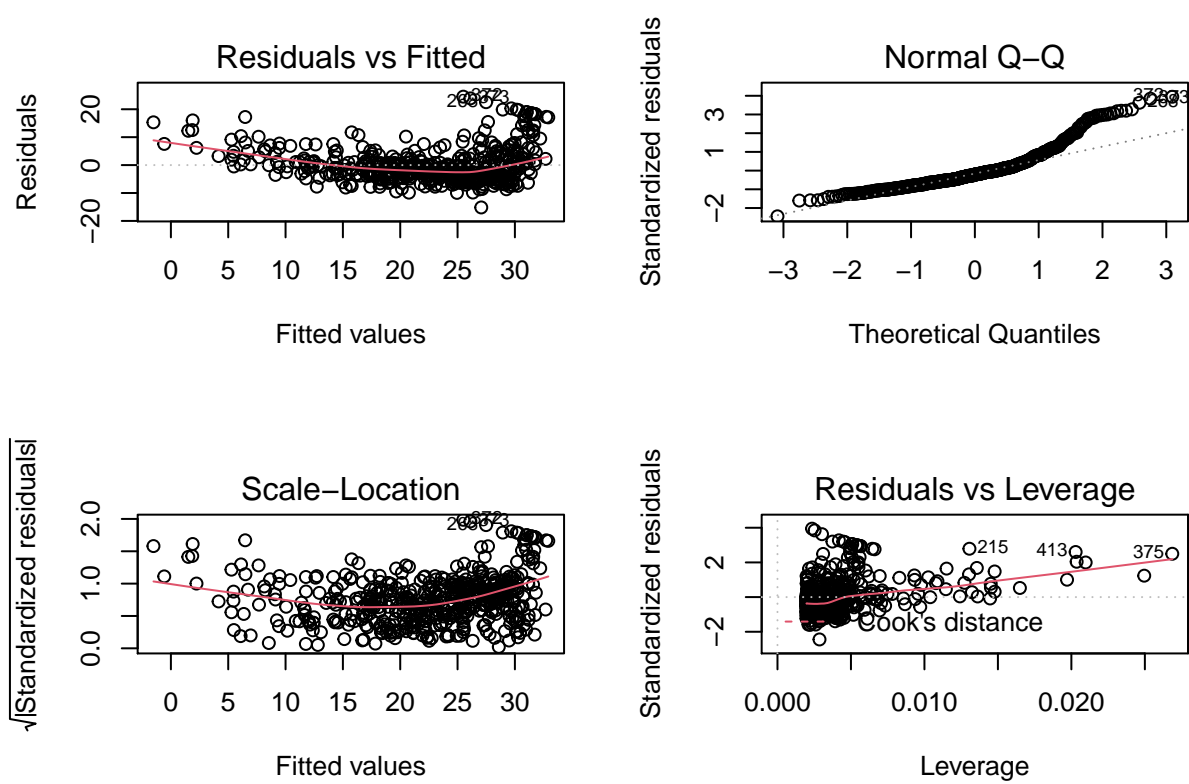 Residuals vs Fitted
Residuals
20
0
−20
0 5 10 15 20 25 30
Fitted values
Normal Q−Q
Standardized residuals
3
1
−2
372
−3 −2 −1 0 1 2 3
Theoretical Quantiles
Scale−Location
√|Standardized residuals|
2.0
1.0
0.0
0 5 10 15 20 25 30
Fitted values
Residuals vs Leverage
Standardized residuals
2
−2
215
413
375
Cook's distance
0.000 0.010 0.020
Leverage